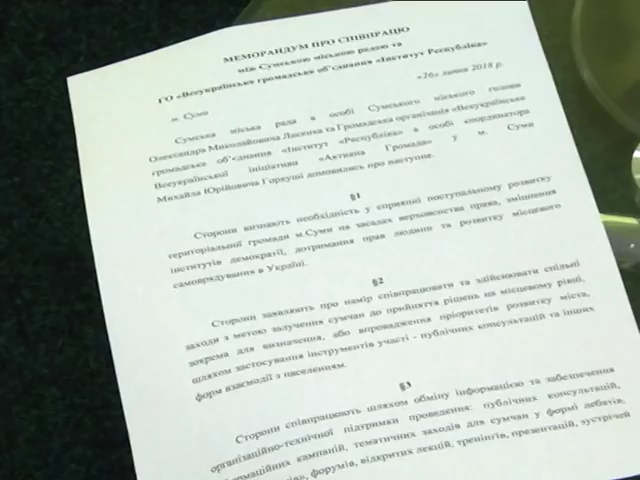 МЕМОРАНДУМ ПРО СПІВПРАЦЮ
між Сумською міською радою та
ГО «Всеукраїнське громадське об'єднання «Інститут Республіка»
м. Суми
«26» липня 2018 р.
Сумська міська рада в особі Сумського міського голови
Олександра Миколайовича Лисенка та Громадська організація «Всеукраїнське
громадське об'єднання «Інститут «Республіка» в особі координатора
Всеукраїнської ініціативи «Активна Громада» у м. Суми
Михайла Юрійовича домовились про наступне.
§1
Сторони визнають необхідність у сприянні поступальному розвитку
територіальної громади м.Суми на засадах верховенства права, зміцнення
інститутів демократії, дотримання прав людини та розвитку місцевого
самоврядування в Україні.
§2
Сторони заявляють про намір співпрацювати та здійснювати спільні
заходи з метою залучення сумчан до прийняття рішень на місцевому рівні,
зокрема для визначення, або впровадження пріоритетів розвитку міста,
шляхом застосування інструментів участі - публічних консультацій та інших
форм взаємодії з населенням.
§3
Сторони співпрацюють шляхом обміну інформацією та забезпечення
організаційно-технічної підтримки проведення: публічних консультацій,
формаційних кампаній, тематичних заходів для сумчан у формі дебатів,
форумів, відкритих лекцій, тренінгів, презентацій, зустрічей